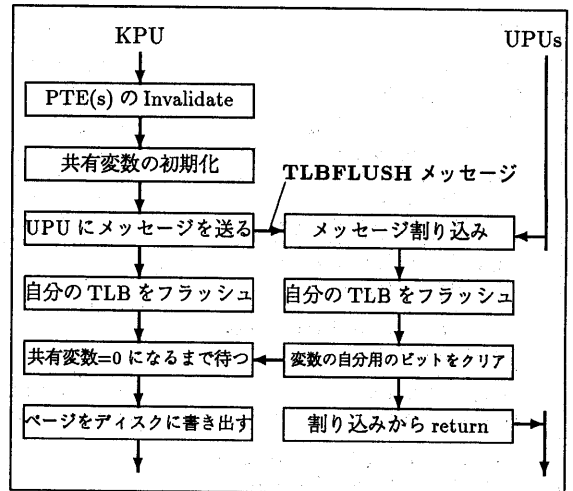 KPU
UPUs
PTE(s) の Invalidate
共有変数の初期化
TLBFLUSH メッセージ
UPU にメッセージを送る
メッセージ割り込み
自分の TLB をフラッシュ
自分の TLB をフラッシュ
共有変数=0 になるまで待つ
変数の自分用のビットをクリア
ページをディスクに書き出す
割り込みから return